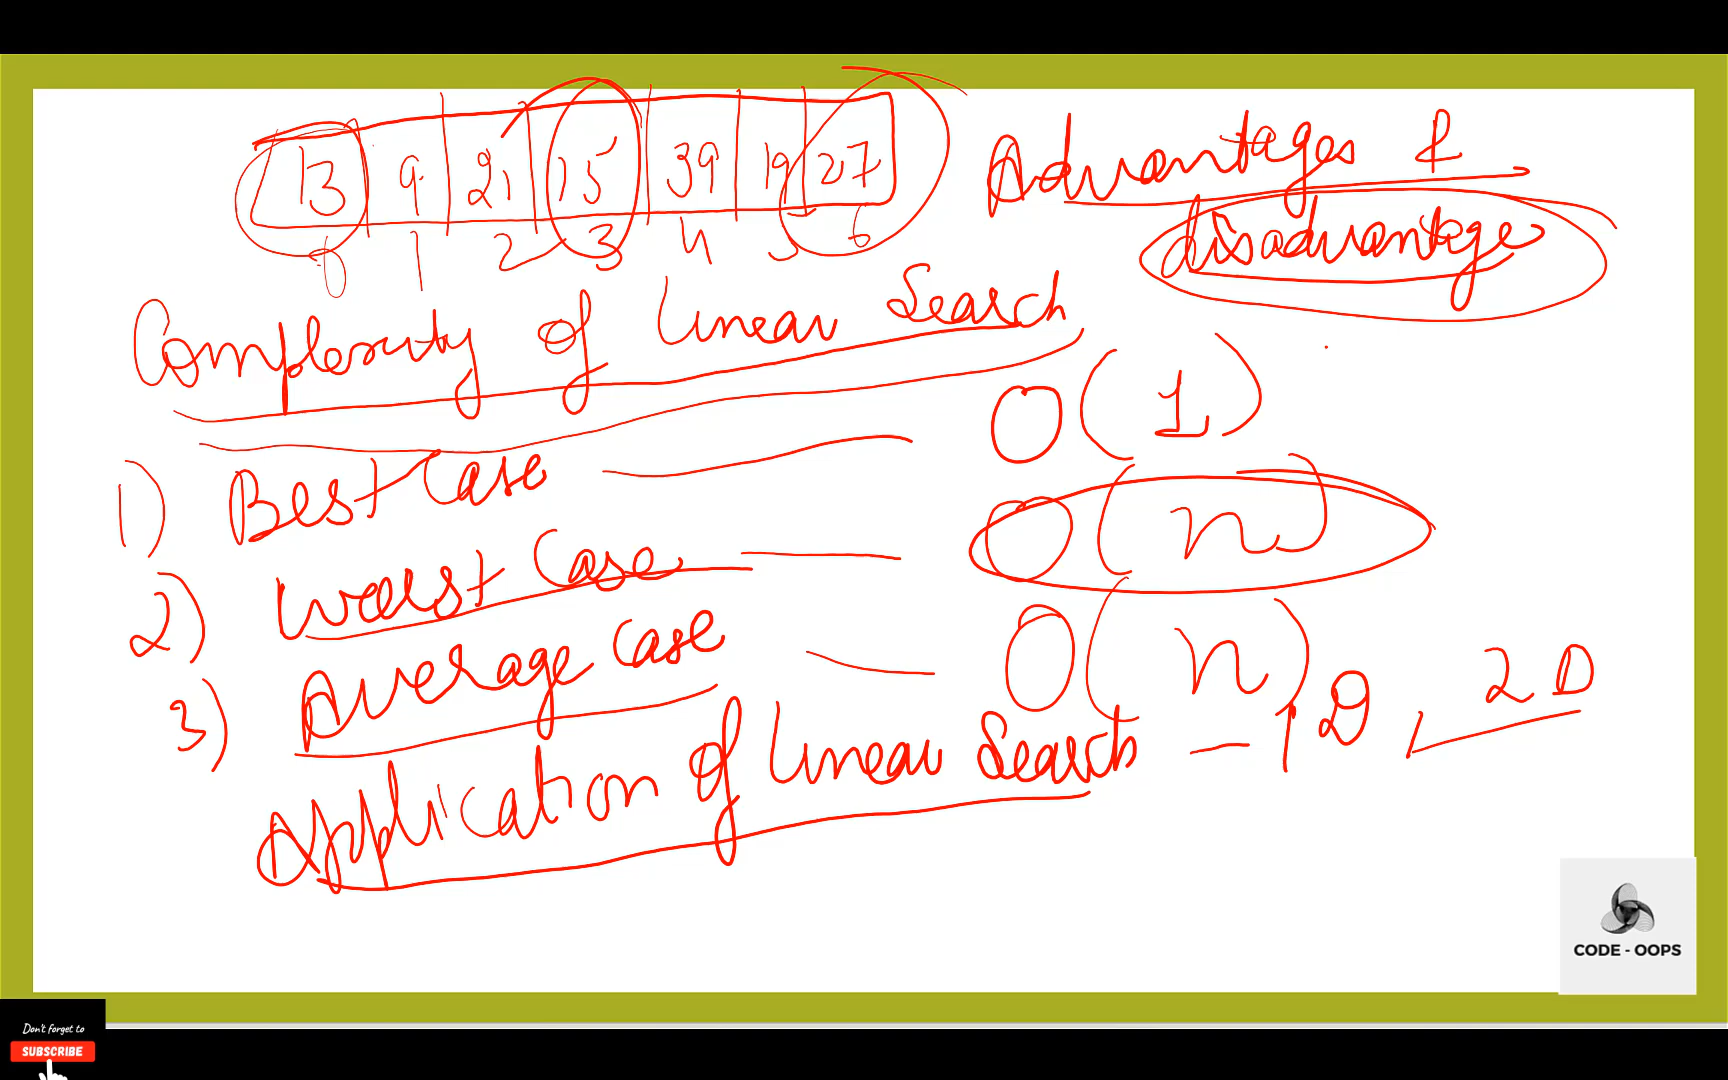 13 9 21 15 39 19 27
0 1 2 3 4 5 6
Advantages &
disadvantage
Complexity of Linear Search
1) Best Case — O(1)
2) Worst Case — O(n)
3) Average Case — O(n)
Application of Linear Search — 1D, 2D
CODE - OOPS
Don't forget to
SUBSCRIBE